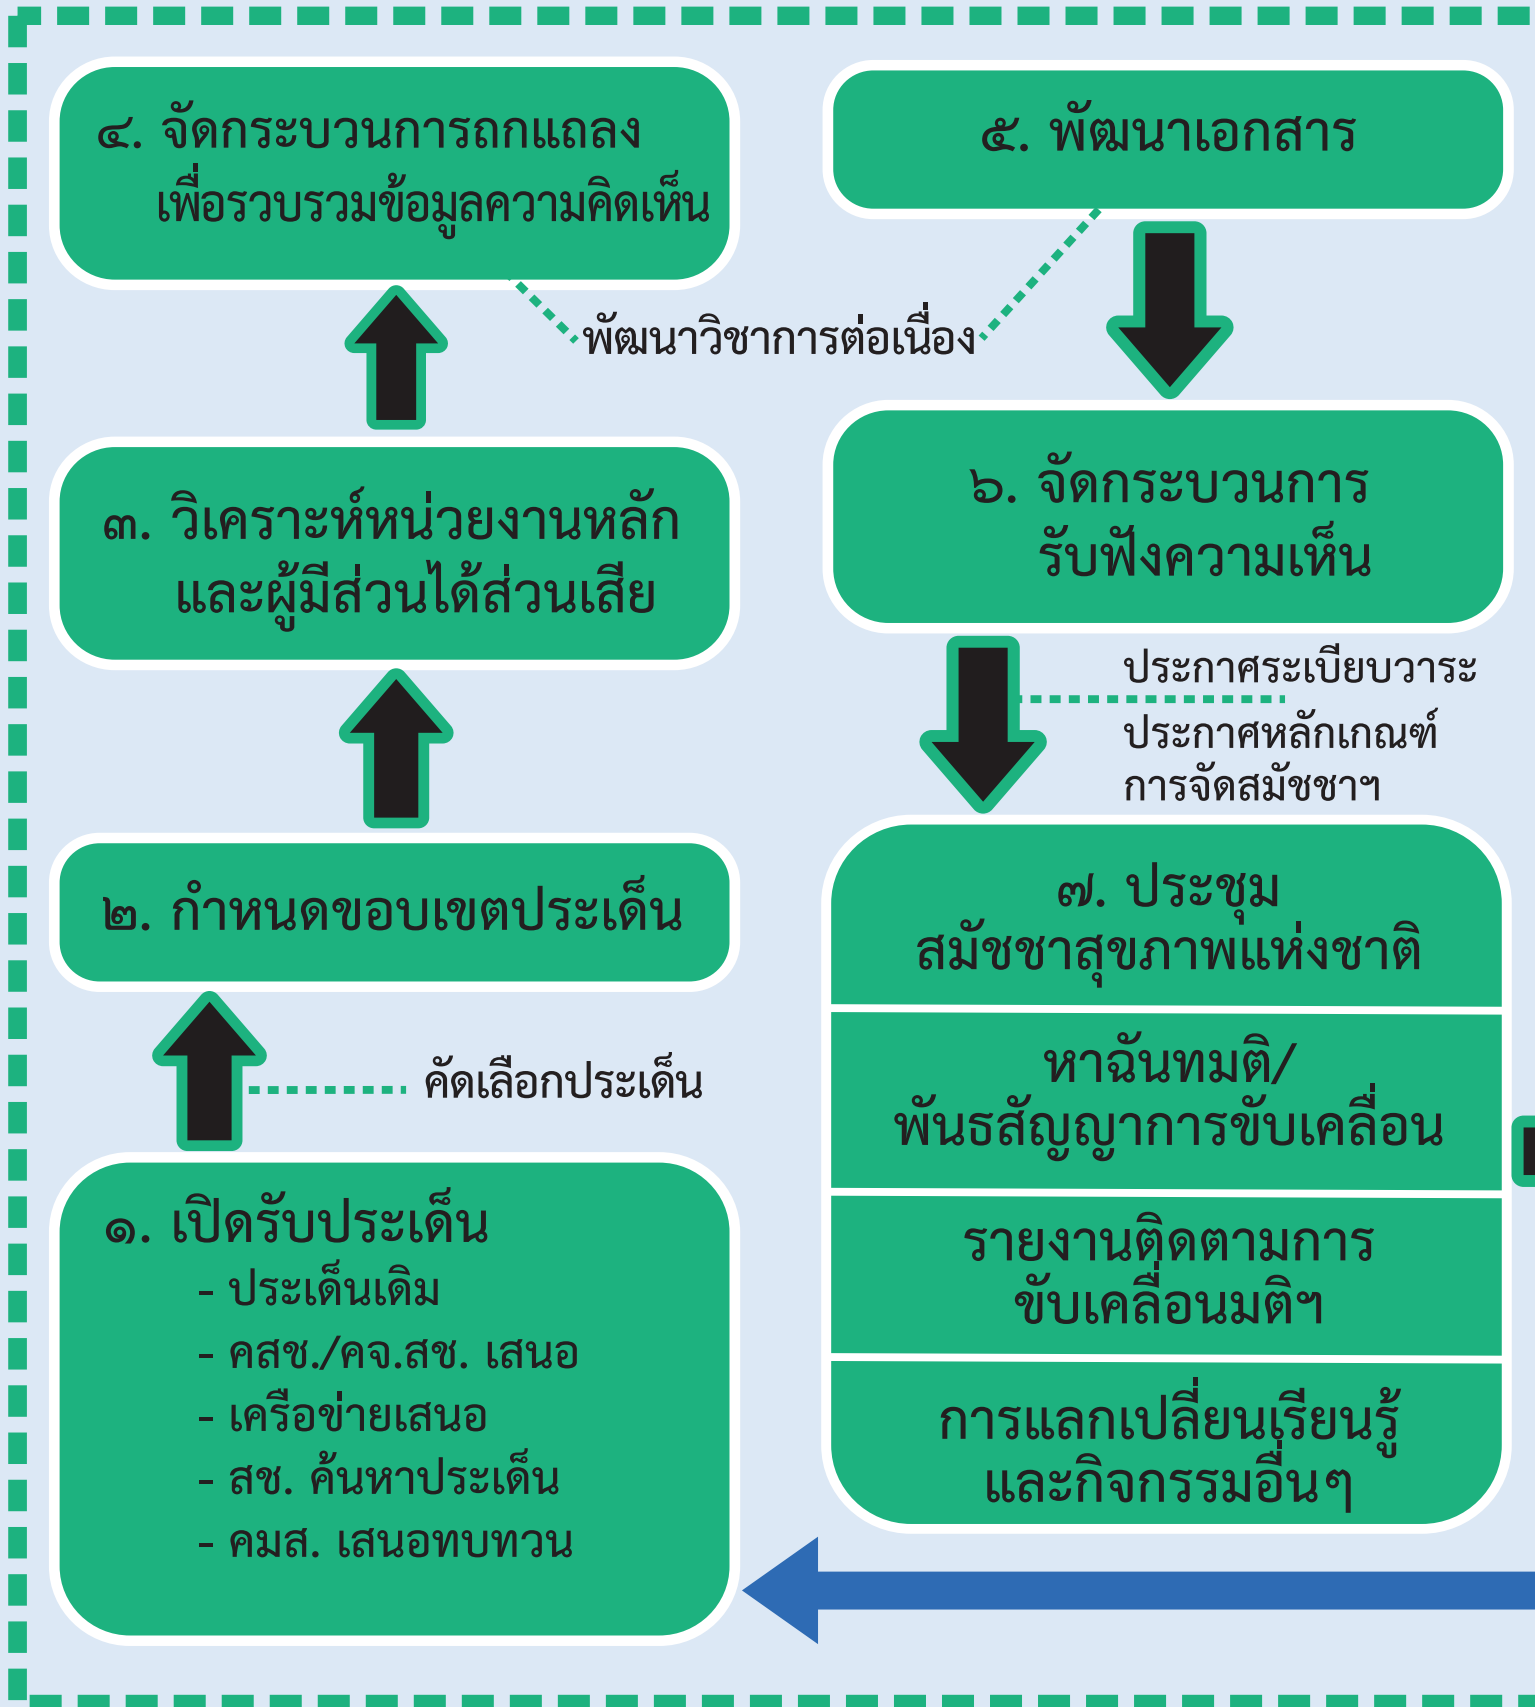 ๔. จัดกระบวนการถกแถลง
เพื่อรวบรวมข้อมูลความคิดเห็น
๕. พัฒนาเอกสาร
พัฒนาวิชาการต่อเนื่อง
๓. วิเคราะห์หน่วยงานหลัก
และผู้มีส่วนได้ส่วนเสีย
๖. จัดกระบวนการ
รับฟังความเห็น
ประกาศระเบียบวาระ
ประกาศหลักเกณฑ์
การจัดสมัชชาฯ
๒. กำหนดขอบเขตประเด็น
คัดเลือกประเด็น
๑. เปิดรับประเด็น
- ประเด็นเดิม
- คสช./คจ.สช. เสนอ
- เครือข่ายเสนอ
- สช. ค้นหาประเด็น
- คมส. เสนอทบทวน
๗. ประชุม
สมัชชาสุขภาพแห่งชาติ
หาฉันทมติ/
พันธสัญญาการขับเคลื่อน
รายงานติดตามการ
ขับเคลื่อนมติฯ
การแลกเปลี่ยนเรียนรู้
และกิจกรรมอื่นๆ